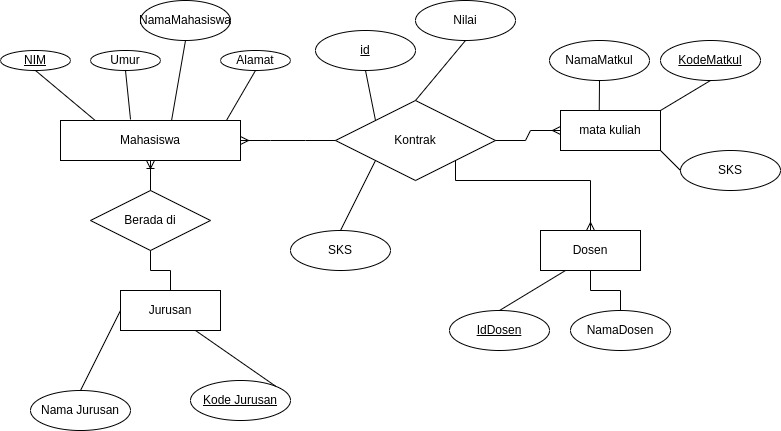 NamaMahasiswa
Nilai
NIM
Umur
Alamat
id
NamaMatkul
KodeMatkul
Mahasiswa
Kontrak
mata kuliah
SKS
Berada di
SKS
Dosen
Jurusan
IdDosen
NamaDosen
Nama Jurusan
Kode Jurusan